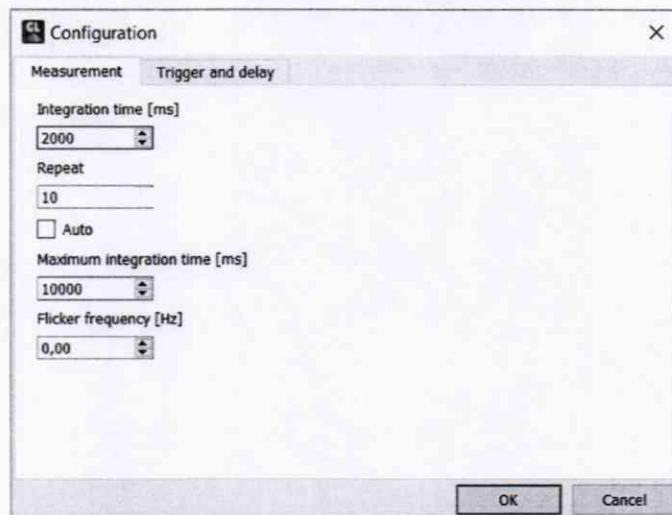 GL Configuration
Measurement Trigger and delay
Integration time [ms]
2000
Repeat
10
Auto
Maximum integration time [ms]
10000
Flicker frequency [Hz]
0,00
OK Cancel